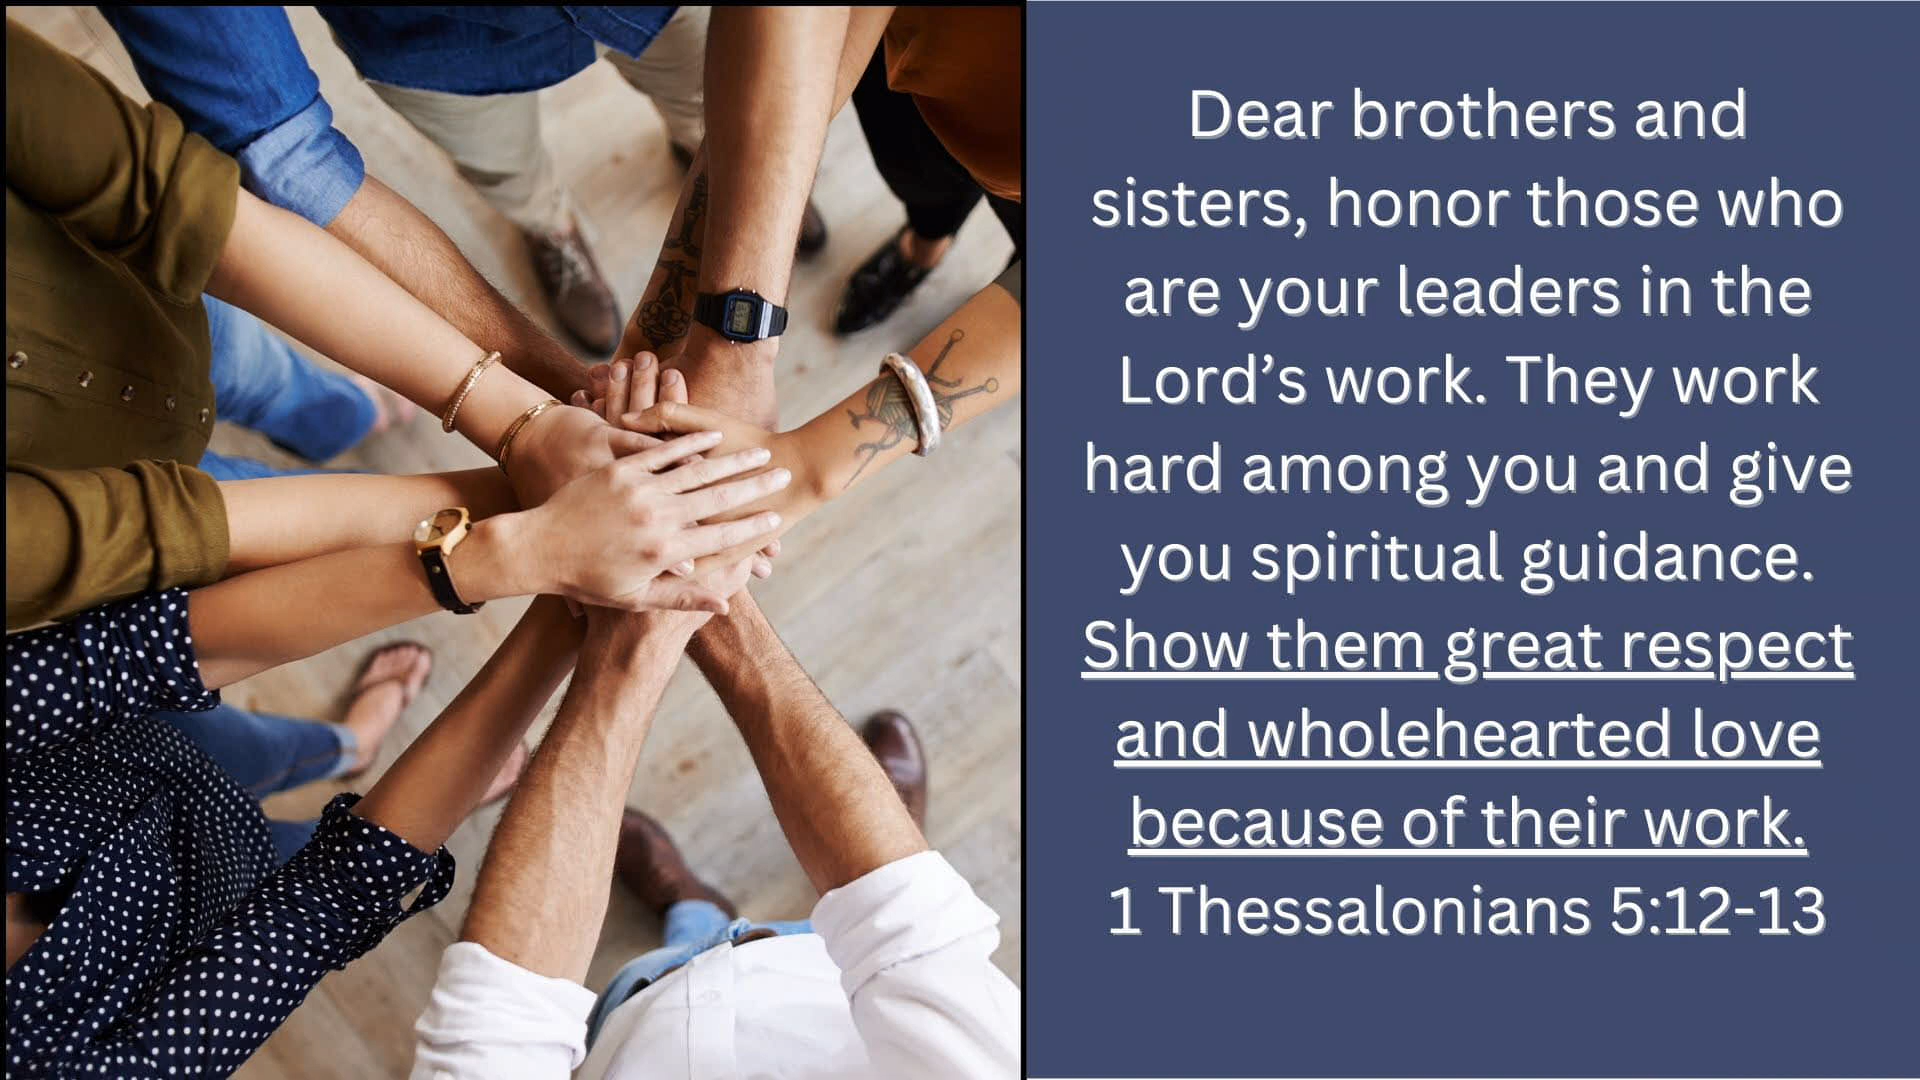 Dear brothers and
sisters, honor those who
are your leaders in the
Lord’s work. They work
hard among you and give
you spiritual guidance.
Show them great respect
and wholehearted love
because of their work.
1 Thessalonians 5:12-13